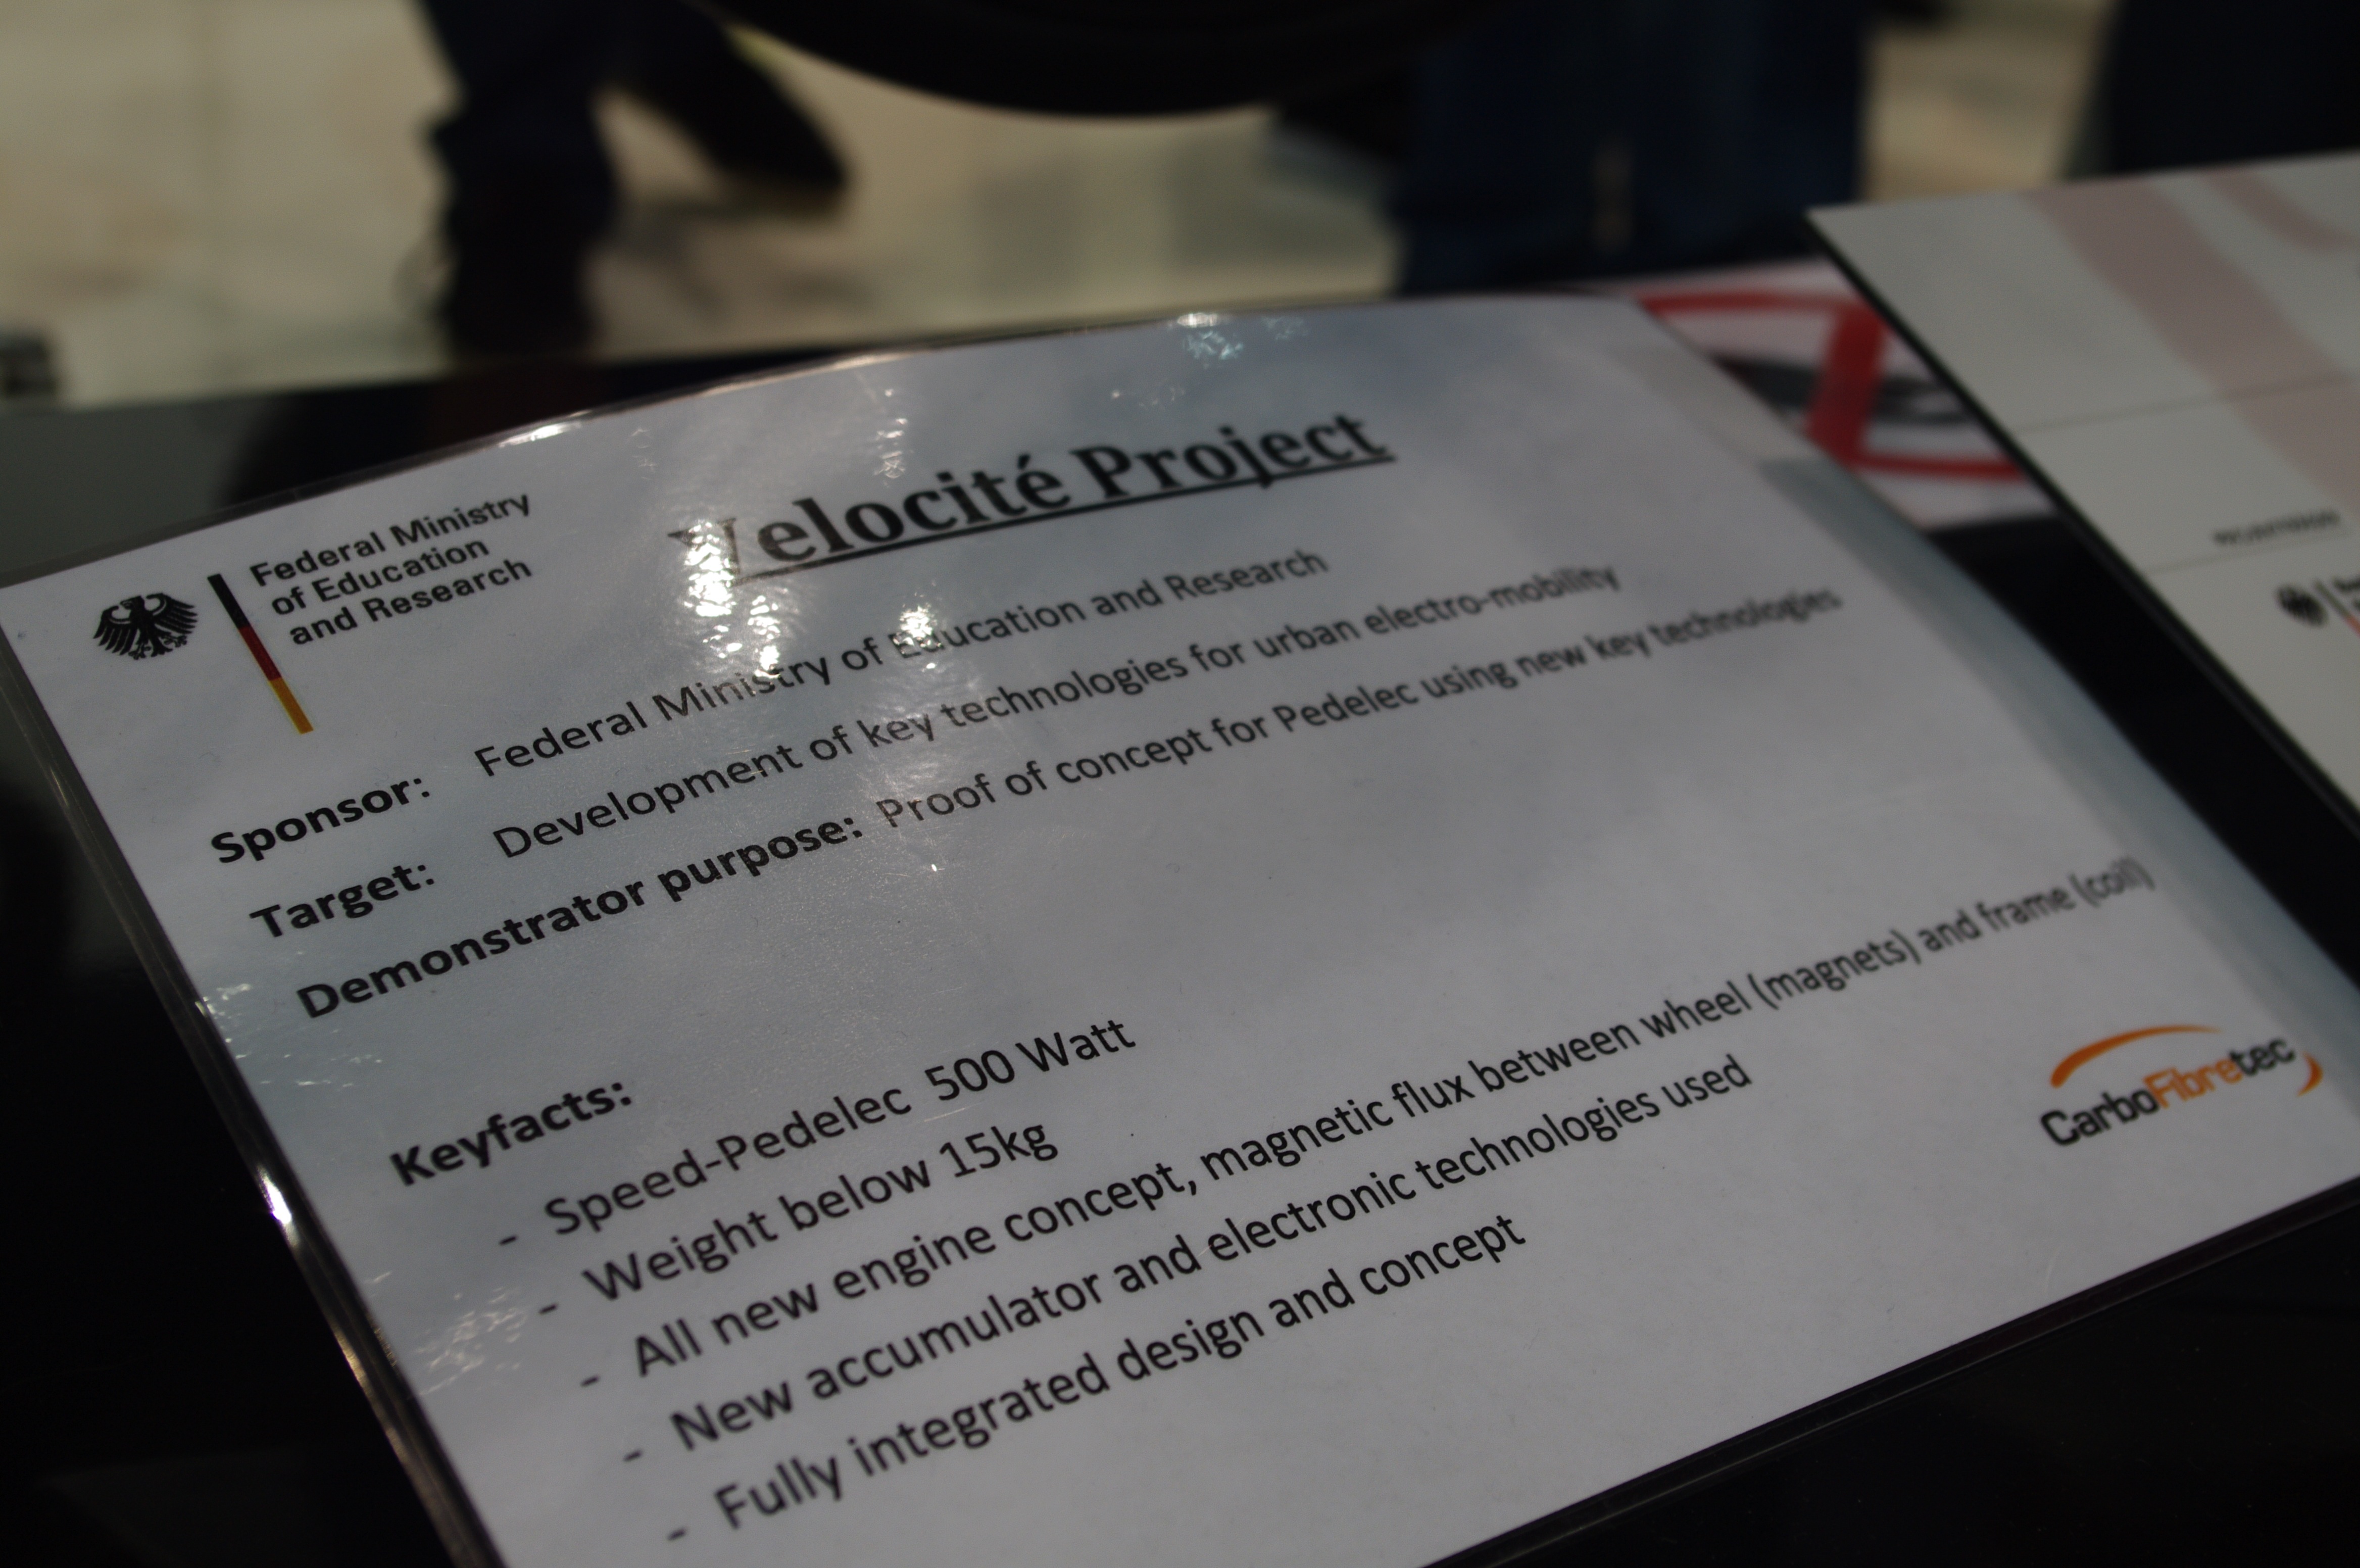 Federal Ministry
of Education
and Research
Velocité Project
Sponsor: Federal Ministry of Education and Research
Target: Development of key technologies for urban electro-mobility
Demonstrator purpose: Proof of concept for Pedelec using new key technologies
Keyfacts:
- Speed-Pedelec 500 Watt
- Weight below 15kg
- All new engine concept, magnetic flux between wheel (magnets) and frame (coil)
- New accumulator and electronic technologies used
- Fully integrated design and concept
CarboFibretec